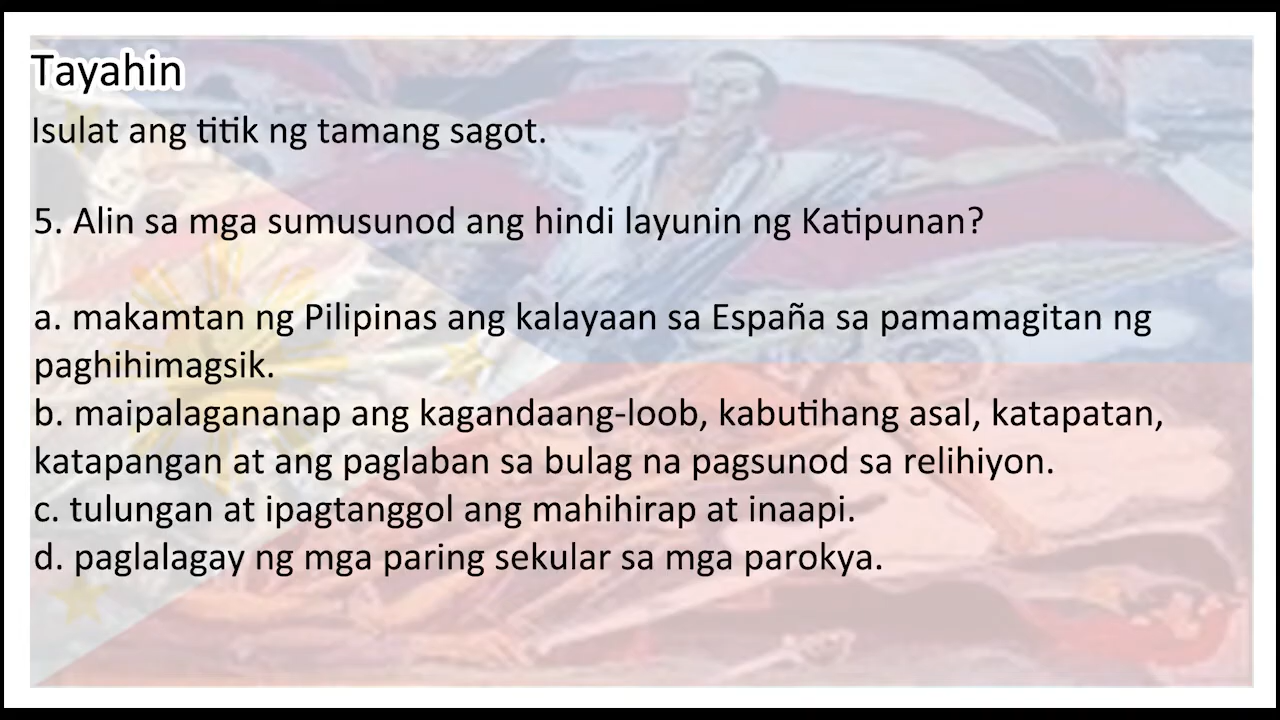 Tayahin
Isulat ang titik ng tamang sagot.
5. Alin sa mga sumusunod ang hindi layunin ng Katipunan?
a. makamtan ng Pilipinas ang kalayaan sa España sa pamamagitan ng
paghihimagsik.
b. maipalagananap ang kagandaang-loob, kabutihang asal, katapatan,
katapangan at ang paglaban sa bulag na pagsunod sa relihiyon.
c. tulungan at ipagtanggol ang mahihirap at inaapi.
d. paglalagay ng mga paring sekular sa mga parokya.